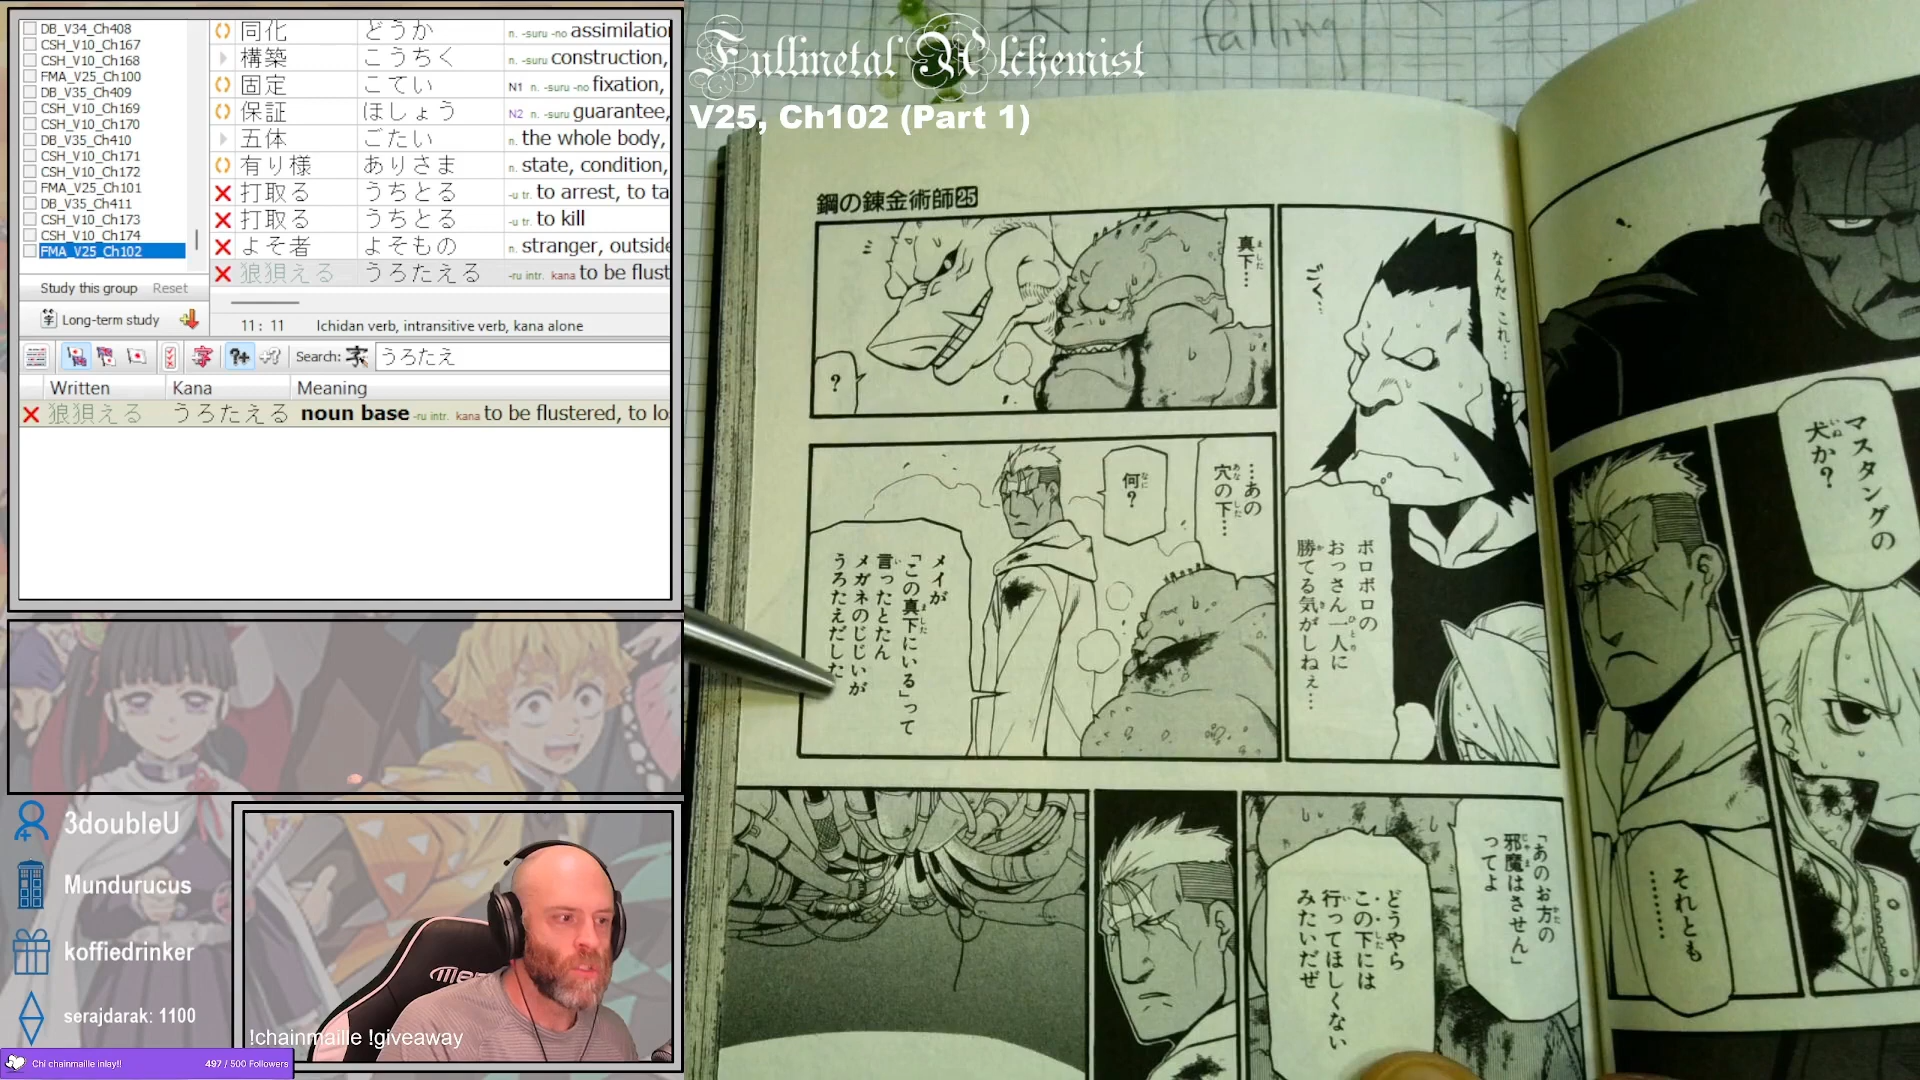 DB_V34_Ch408
CSH_V10_Ch167
CSH_V10_Ch168
FMA_V25_Ch100
DB_V35_Ch409
CSH_V10_Ch169
CSH_V10_Ch170
DB_V35_Ch410
CSH_V10_Ch171
CSH_V10_Ch172
FMA_V25_Ch101
DB_V35_Ch411
CSH_V10_Ch173
CSH_V10_Ch174
FMA_V25_Ch102
Study this group Reset
Long-term study
同化 どうか n. -suru -no assimilation
構築 こうちく n. -suru construction,
固定 こてい N1 n. -suru -no fixation,
保証 ほしょう N2 n. -suru guarantee,
五体 ごたい n. the whole body,
有り様 ありさま n. state, condition,
打取る うちとる -u tr. to arrest, to ta
打取る うちとる -u tr. to kill
よそ者 よそもの n. stranger, outside
狼狽える うろたえる -ru intr. kana to be flust
11: 11 Ichidan verb, intransitive verb, kana alone
Search: うろたえ
Written Kana Meaning
狼狽える うろたえる noun base -ru intr. kana to be flustered, to lo
3doubleU
Mundurucus
koffiedrinker
serajdarak: 1100
!chainmaille !giveaway
Chi chainmaille inlay!! 497 / 500 Followers
falling
Fullmetal Alchemist
V25, Ch102 (Part 1)
鋼の錬金術師25
なんだ これ…
ごく…
ボロボロの
おっさん一人に
勝てる気がしねぇ…
真下…
?
…あの
穴の下…
何?
メイが
「この真下にいる」って
言ったとたん
メガネのじじいが
うろたえだした
「あのお方の
邪魔はさせん」
ってよ
どうやら
この下には
行ってほしくない
みたいだぜ
マスタングの
犬か?
それとも
………